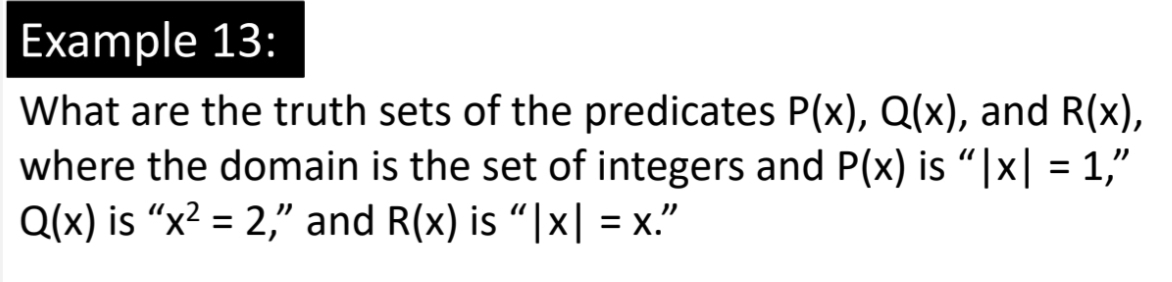 Example 13:
What are the truth sets of the predicates P(x), Q(x), and R(x),
where the domain is the set of integers and P(x) is “|x| = 1,”
Q(x) is “x² = 2,” and R(x) is “|x| = x.”